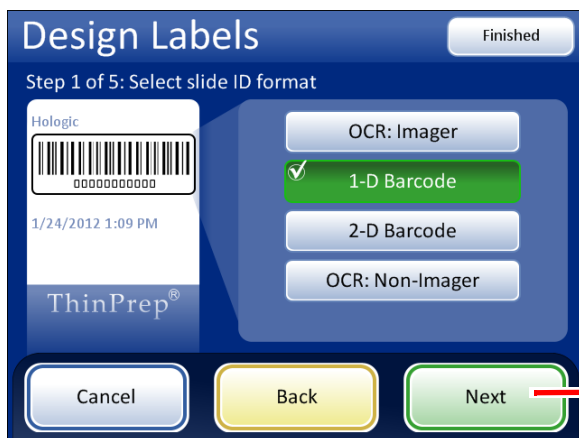 Design Labels
Finished
Step 1 of 5: Select slide ID format
Hologic
00000000000
1/24/2012 1:09 PM
ThinPrep®
OCR: Imager
1-D Barcode
2-D Barcode
OCR: Non-Imager
Cancel
Back
Next